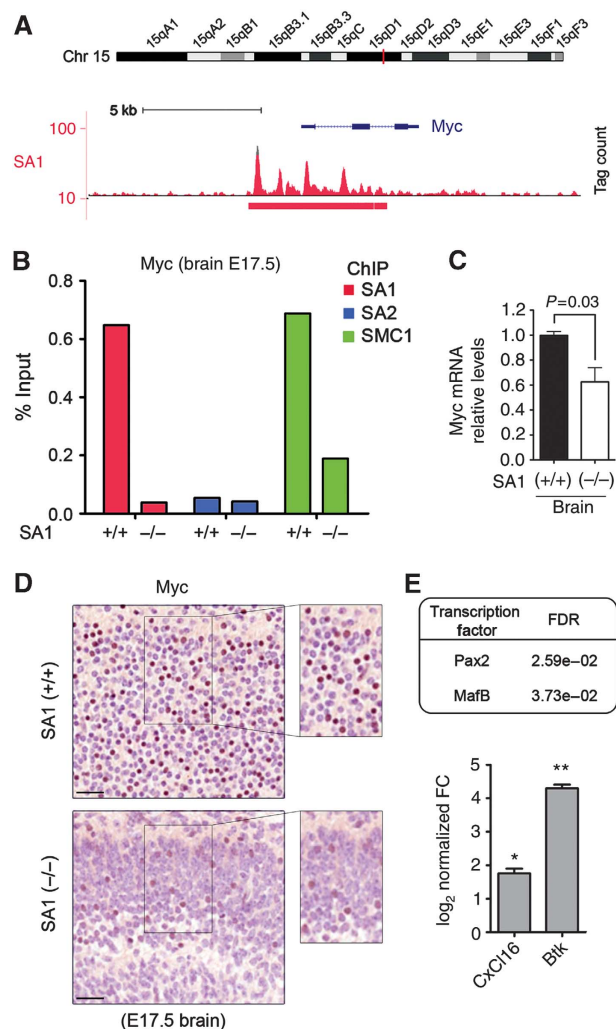 A
15qA1 15qA2 15qB1 15qB3.1 15qB3.3 15qC 15qD1 15qD2 15qD3 15qE1 15qE3 15qF1 15qF3
Chr 15
5 kb
Myc
100
SA1
10
Tag count
B
Myc (brain E17.5)
ChIP
SA1
SA2
SMC1
% Input
0.8
0.6
0.4
0.2
0.0
SA1 +/+ –/– +/+ –/– +/+ –/–
C
P=0.03
Myc mRNA
relative levels
1.2
1.0
0.8
0.6
0.4
0.2
0.0
SA1 (+/+) (–/–)
Brain
D
Myc
SA1 (+/+)
SA1 (–/–)
(E17.5 brain)
E
Transcription factor FDR
Pax2 2.59e–02
MafB 3.73e–02
log2 normalized FC
5
4
3
2
1
0
*
**
CxCl16
Btk